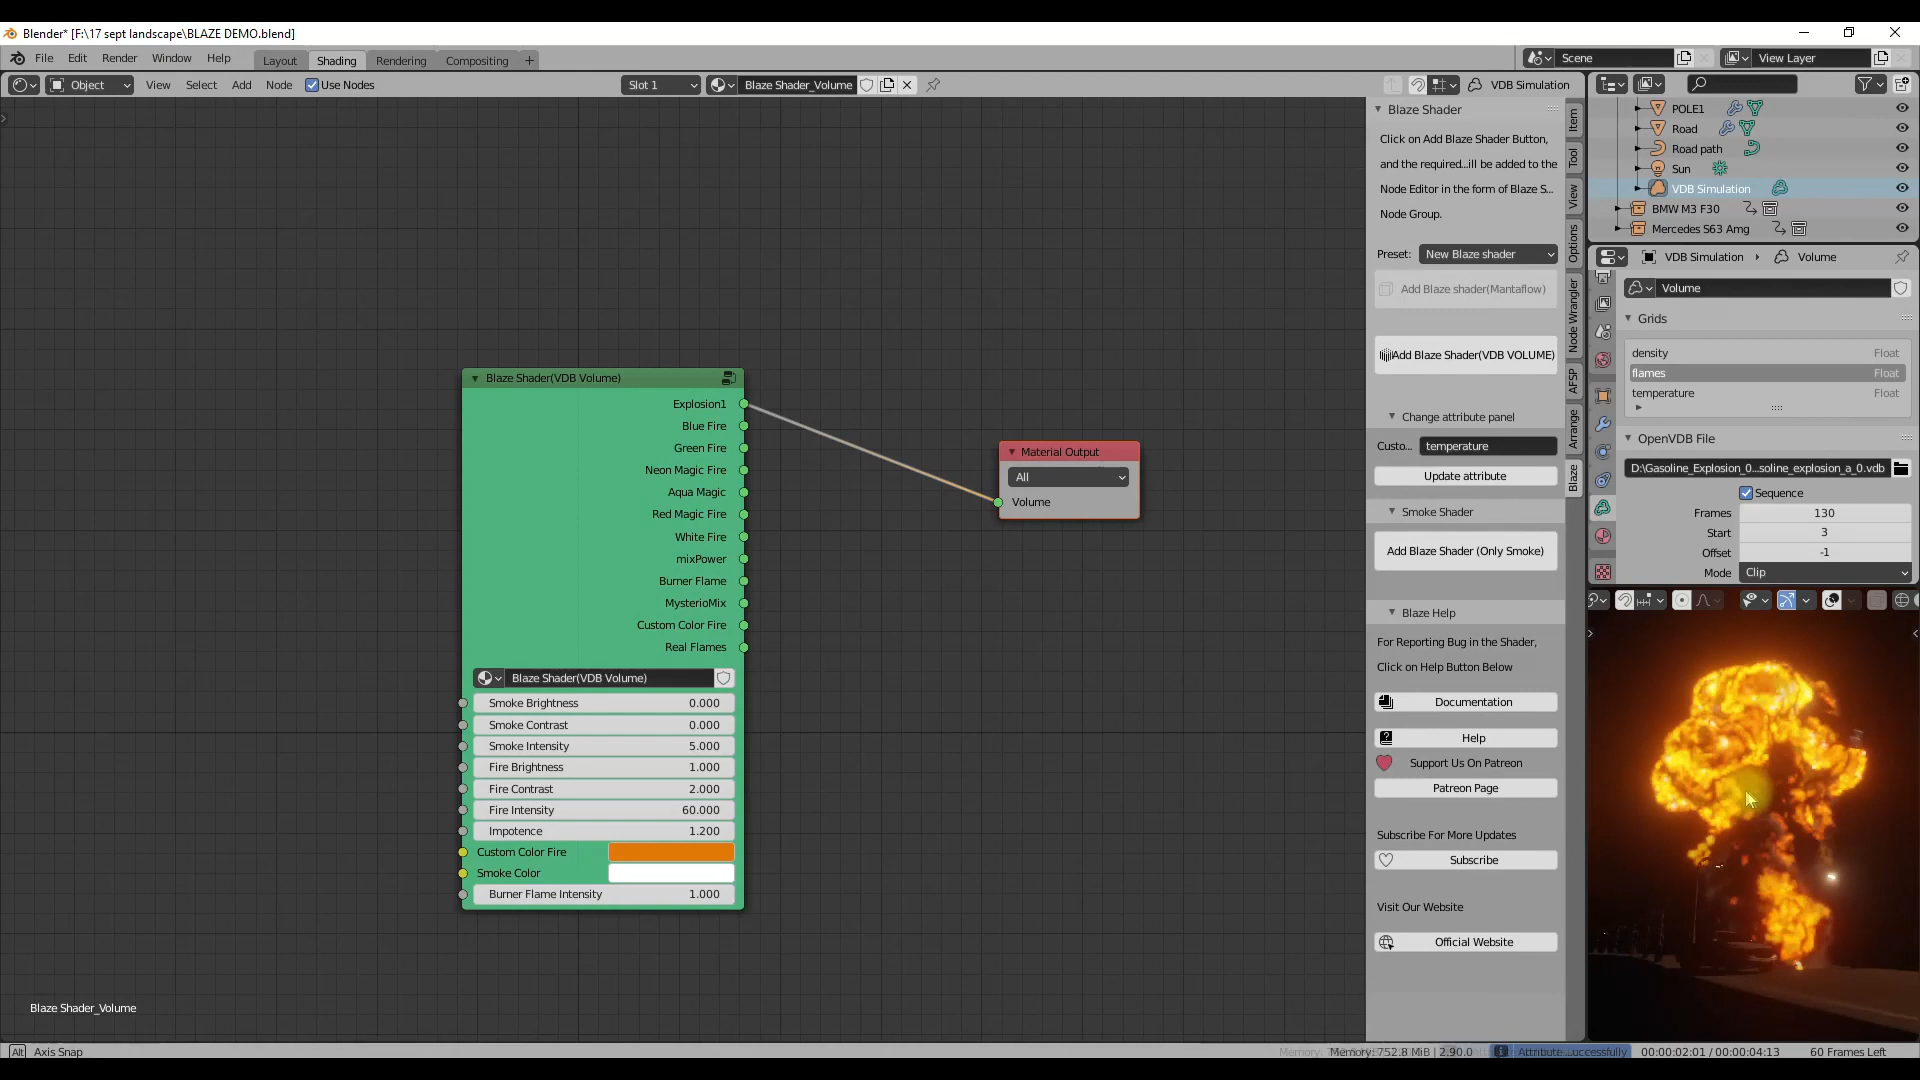 Blender* [F:\17 sept landscape\BLAZE DEMO.blend]
File Edit Render Window Help Layout Shading Rendering Compositing + Scene View Layer
Object View Select Add Node Use Nodes Slot 1 Blaze Shader_Volume VDB Simulation
Blaze Shader(VDB Volume)
Explosion1
Blue Fire
Green Fire
Neon Magic Fire
Aqua Magic
Red Magic Fire
White Fire
mixPower
Burner Flame
MysterioMix
Custom Color Fire
Real Flames
Blaze Shader(VDB Volume)
Smoke Brightness 0.000
Smoke Contrast 0.000
Smoke Intensity 5.000
Fire Brightness 1.000
Fire Contrast 2.000
Fire Intensity 60.000
Impotence 1.200
Custom Color Fire
Smoke Color
Burner Flame Intensity 1.000
Material Output
All
Volume
Blaze Shader_Volume
Blaze Shader
Click on Add Blaze Shader Button,
and the required...ill be added to the
Node Editor in the form of Blaze S...
Node Group.
Preset: New Blaze shader
Add Blaze shader(Mantaflow)
Add Blaze Shader(VDB VOLUME)
Change attribute panel
Custo... temperature
Update attribute
Smoke Shader
Add Blaze Shader (Only Smoke)
Blaze Help
For Reporting Bug in the Shader,
Click on Help Button Below
Documentation
Help
Support Us On Patreon
Patreon Page
Subscribe For More Updates
Subscribe
Visit Our Website
Official Website
Item
Tool
View
Options
Node Wrangler
AFSP
Arrange
Blaze
POLE1
Road
Road path
Sun
VDB Simulation
BMW M3 F30
Mercedes S63 Amg
VDB Simulation Volume
Volume
Grids
density Float
flames Float
temperature Float
OpenVDB File
D:\Gasoline_Explosion_0...soline_explosion_a_0.vdb
Sequence
Frames 130
Start 3
Offset -1
Mode Clip
Alt Axis Snap
Memory: 752.8 MiB | 2.90.0 Attribute...uccessfully 00:00:02:01 / 00:00:04:13 60 Frames Left